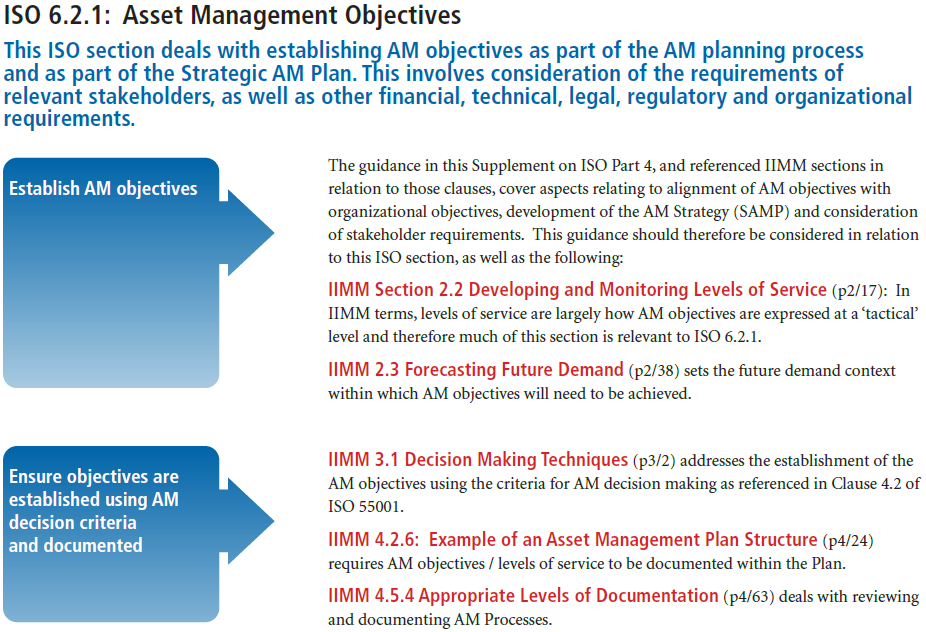 ISO 6.2.1: Asset Management Objectives
This ISO section deals with establishing AM objectives as part of the AM planning process
and as part of the Strategic AM Plan. This involves consideration of the requirements of
relevant stakeholders, as well as other financial, technical, legal, regulatory and organizational
requirements.
Establish AM objectives
The guidance in this Supplement on ISO Part 4, and referenced IIMM sections in
relation to those clauses, cover aspects relating to alignment of AM objectives with
organizational objectives, development of the AM Strategy (SAMP) and consideration
of stakeholder requirements. This guidance should therefore be considered in relation
to this ISO section, as well as the following:
IIMM Section 2.2 Developing and Monitoring Levels of Service (p2/17): In
IIMM terms, levels of service are largely how AM objectives are expressed at a ‘tactical’
level and therefore much of this section is relevant to ISO 6.2.1.
IIMM 2.3 Forecasting Future Demand (p2/38) sets the future demand context
within which AM objectives will need to be achieved.
Ensure objectives are
established using AM
decision criteria
and documented
IIMM 3.1 Decision Making Techniques (p3/2) addresses the establishment of the
AM objectives using the criteria for AM decision making as referenced in Clause 4.2 of
ISO 55001.
IIMM 4.2.6: Example of an Asset Management Plan Structure (p4/24)
requires AM objectives / levels of service to be documented within the Plan.
IIMM 4.5.4 Appropriate Levels of Documentation (p4/63) deals with reviewing
and documenting AM Processes.